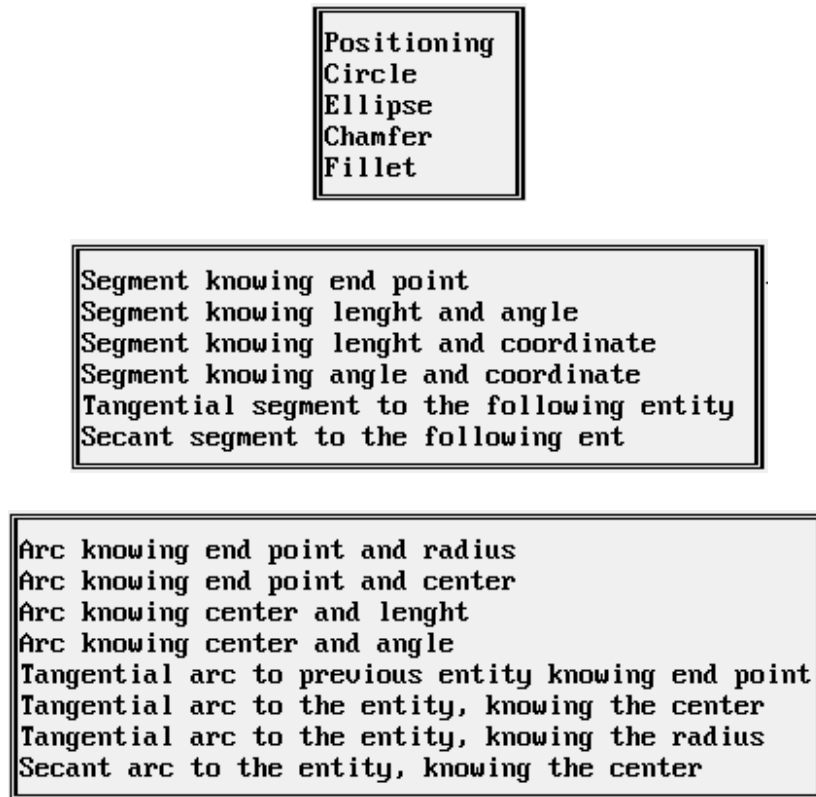 Positioning
Circle
Ellipse
Chamfer
Fillet
Segment knowing end point
Segment knowing lenght and angle
Segment knowing lenght and coordinate
Segment knowing angle and coordinate
Tangential segment to the following entity
Secant segment to the following ent
Arc knowing end point and radius
Arc knowing end point and center
Arc knowing center and lenght
Arc knowing center and angle
Tangential arc to previous entity knowing end point
Tangential arc to the entity, knowing the center
Tangential arc to the entity, knowing the radius
Secant arc to the entity, knowing the center